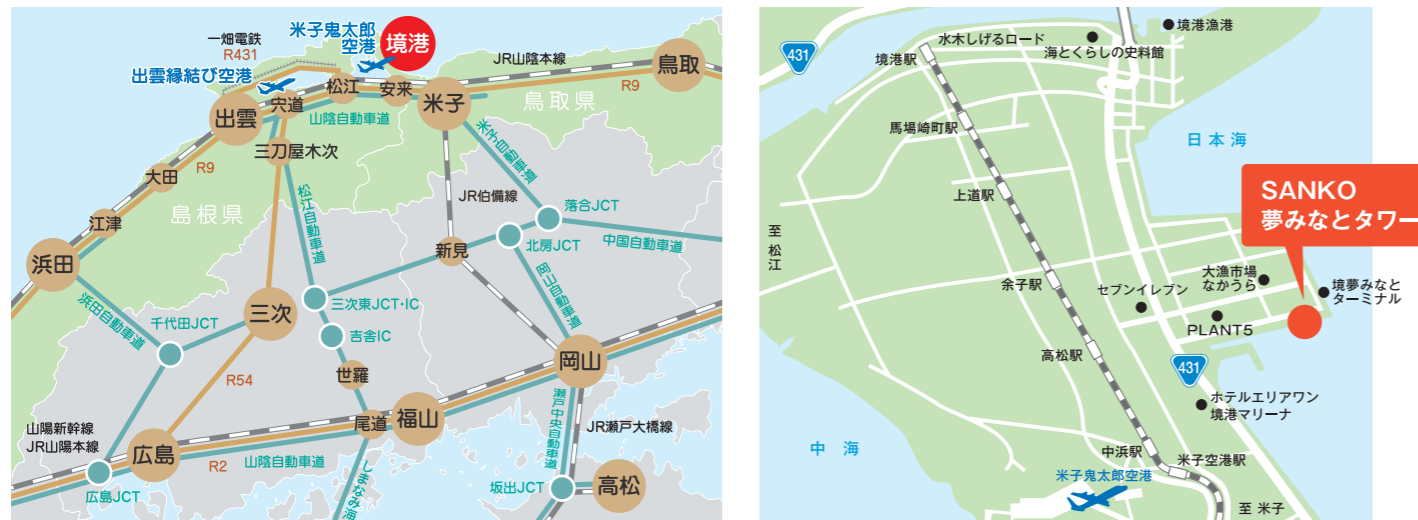 一畑電鉄
R431
米子鬼太郎
空港
境港
出雲縁結び空港
JR山陰本線
鳥取
R9
松江
安来
米子
穴道
出雲
山陰自動車道
鳥取県
三刀屋木次
米子自動車道
R9
大田
松江自動車道
JR伯備線
落合JCT
島根県
江津
北房JCT
中国自動車道
新見
浜田
岡山自動車道
浜田自動車道
三次東JCT・IC
千代田JCT
三次
吉舎IC
岡山
世羅
R54
瀬戸中央自動車道
福山
尾道
山陽新幹線
JR山陽本線
JR瀬戸大橋線
広島
R2
山陰自動車道
しまなみ海
坂出JCT
高松
広島JCT
431
水木しげるロード
境港漁港
境港駅
海とくらしの史料館
馬場崎町駅
日本海
SANKO
夢みなとタワー
上道駅
至 松江
大漁市場
なかうら
余子駅
セブンイレブン
境夢みなと
ターミナル
PLANT5
高松駅
431
ホテルエリアワン
境港マリーナ
中海
中浜駅
米子空港駅
米子鬼太郎空港
至 米子